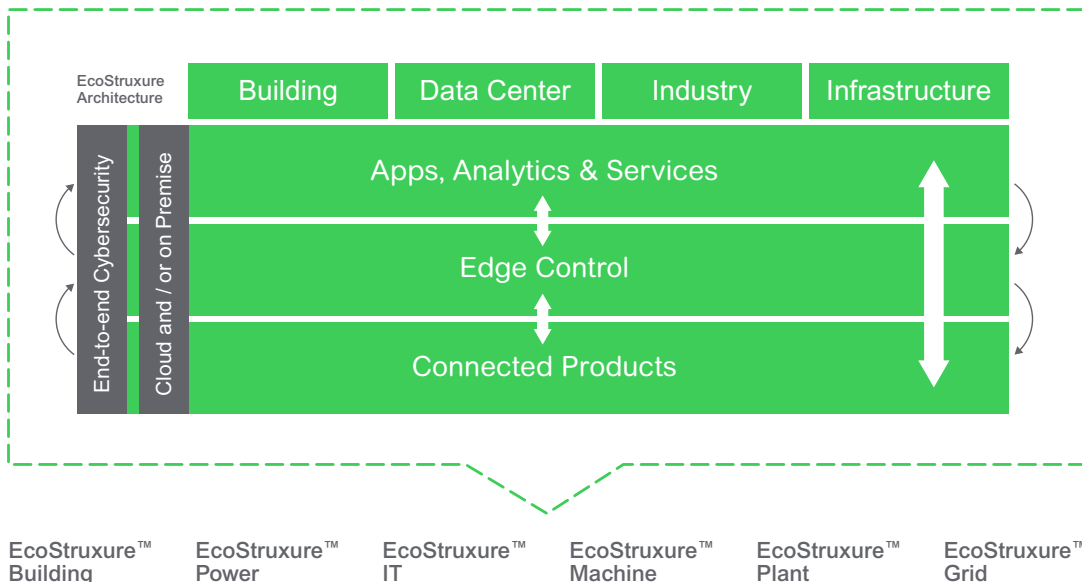 EcoStruxure
Architecture
Building
Data Center
Industry
Infrastructure
End-to-end Cybersecurity
Cloud and / or on Premise
Apps, Analytics & Services
Edge Control
Connected Products
EcoStruxure™
Building
EcoStruxure™
Power
EcoStruxure™
IT
EcoStruxure™
Machine
EcoStruxure™
Plant
EcoStruxure™
Grid